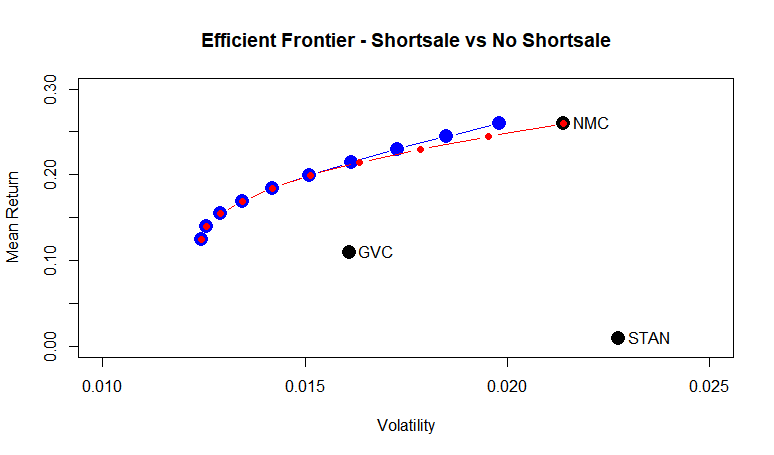 Efficient Frontier - Shortsale vs No Shortsale
Mean Return
0.30
0.20
0.10
0.00
NMC
GVC
STAN
0.010
0.015
0.020
0.025
Volatility